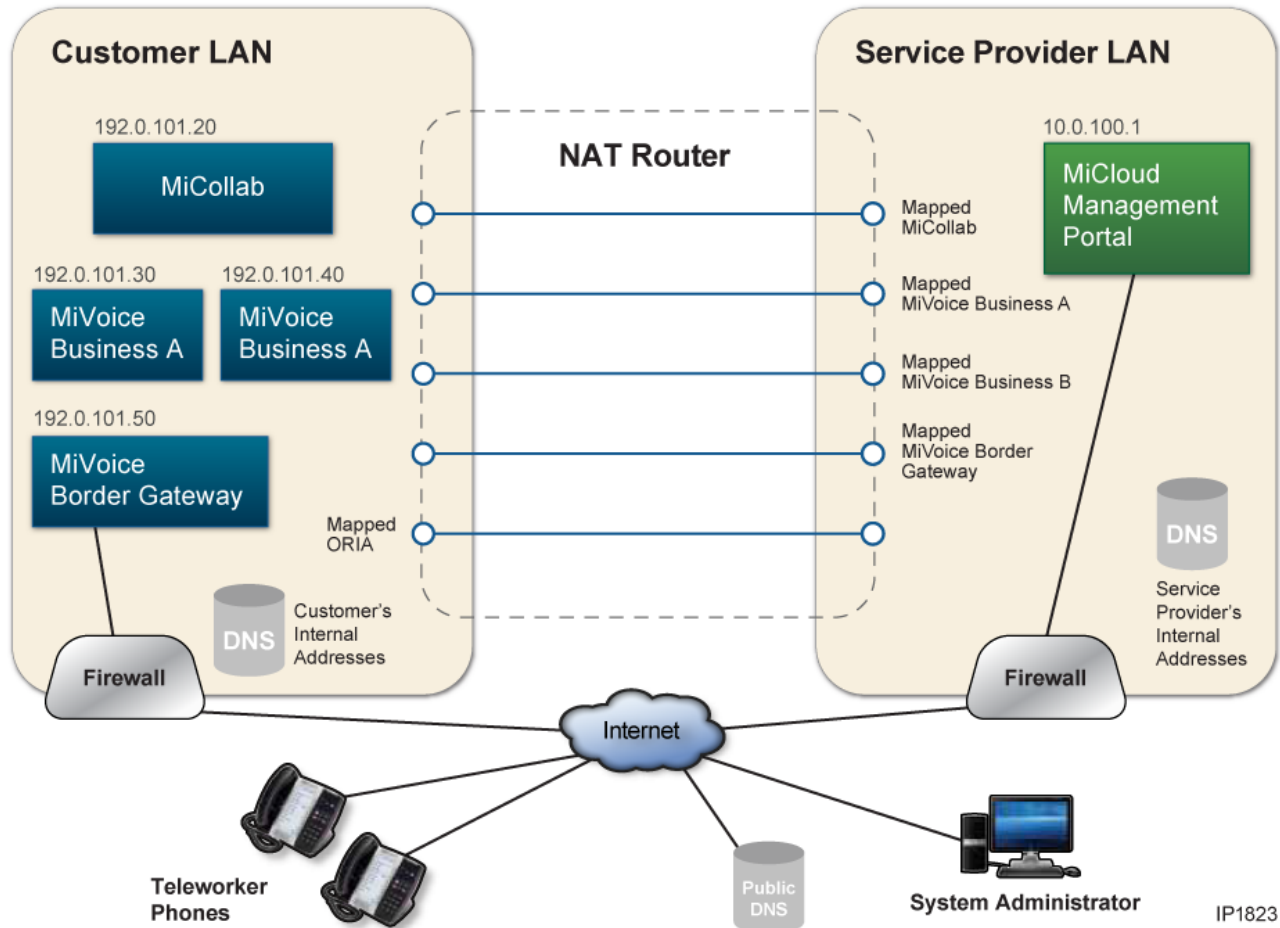 Customer LAN
192.0.101.20
MiCollab
192.0.101.30
MiVoice
Business A
192.0.101.40
MiVoice
Business A
192.0.101.50
MiVoice
Border Gateway
Mapped
ORIA
DNS
Customer's
Internal
Addresses
Firewall
NAT Router
Service Provider LAN
Mapped
MiCollab
Mapped
MiVoice Business A
Mapped
MiVoice Business B
Mapped
MiVoice Border
Gateway
10.0.100.1
MiCloud
Management
Portal
DNS
Service
Provider's
Internal
Addresses
Firewall
Internet
Teleworker
Phones
Public
DNS
System Administrator
IP1823